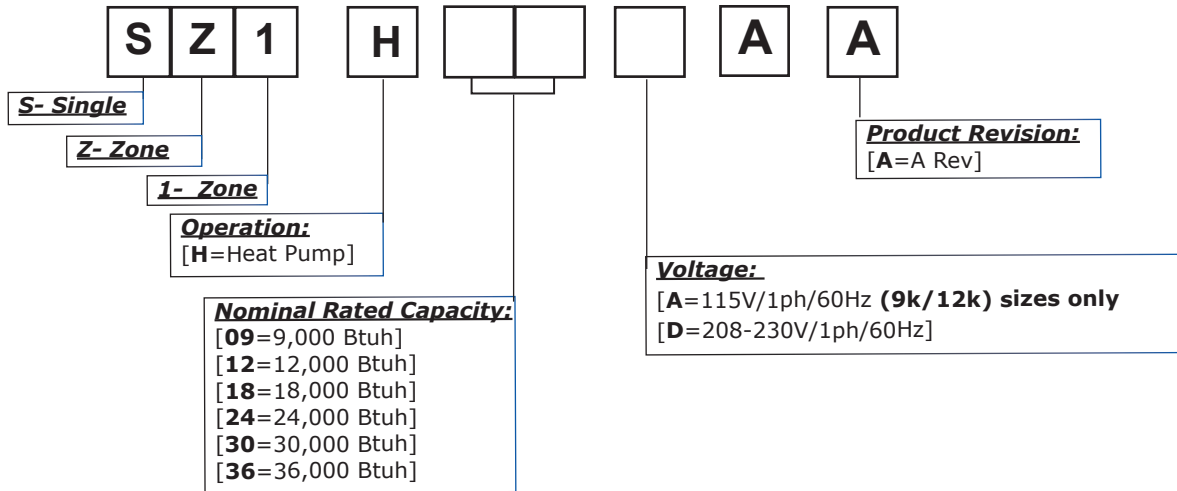 S Z 1 H A A
S- Single
Z- Zone
1- Zone
Operation:
[H=Heat Pump]
Nominal Rated Capacity:
[09=9,000 Btuh]
[12=12,000 Btuh]
[18=18,000 Btuh]
[24=24,000 Btuh]
[30=30,000 Btuh]
[36=36,000 Btuh]
Voltage:
[A=115V/1ph/60Hz (9k/12k) sizes only
[D=208-230V/1ph/60Hz]
Product Revision:
[A=A Rev]